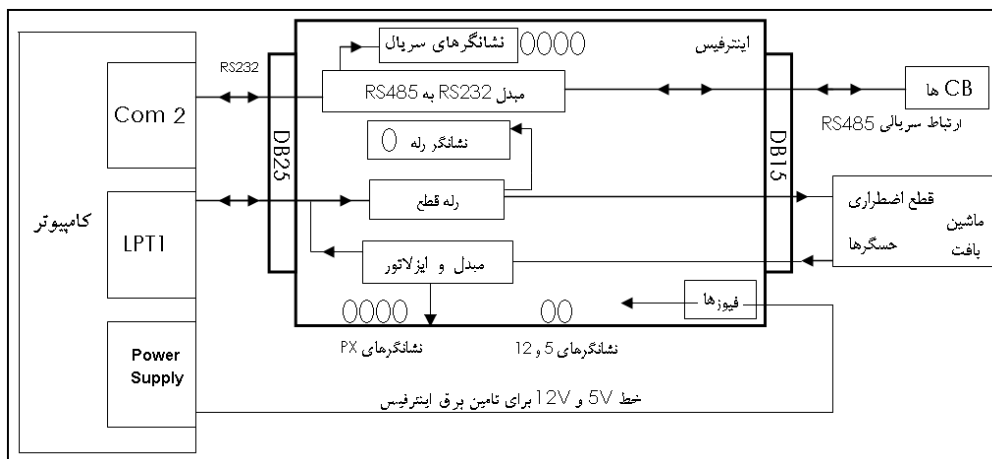 کامپیوتر
Com 2
LPT1
Power
Supply
RS232
DB25
اینترفیس
نشانگرهای سریال
مبدل RS232 به RS485
نشانگر رله
رله قطع
مبدل و ایزلاتور
فیوزها
نشانگرهای PX
نشانگرهای 5 و 12
خط 5V و 12V برای تامین برق اینترفیس
DB15
CB ها
ارتباط سریالی RS485
قطع اضطراری
ماشین
بافت
حسگرها